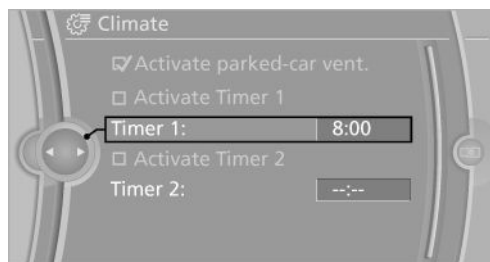 Climate
Activate parked-car vent.
Activate Timer 1
Timer 1: 8:00
Activate Timer 2
Timer 2: --:--